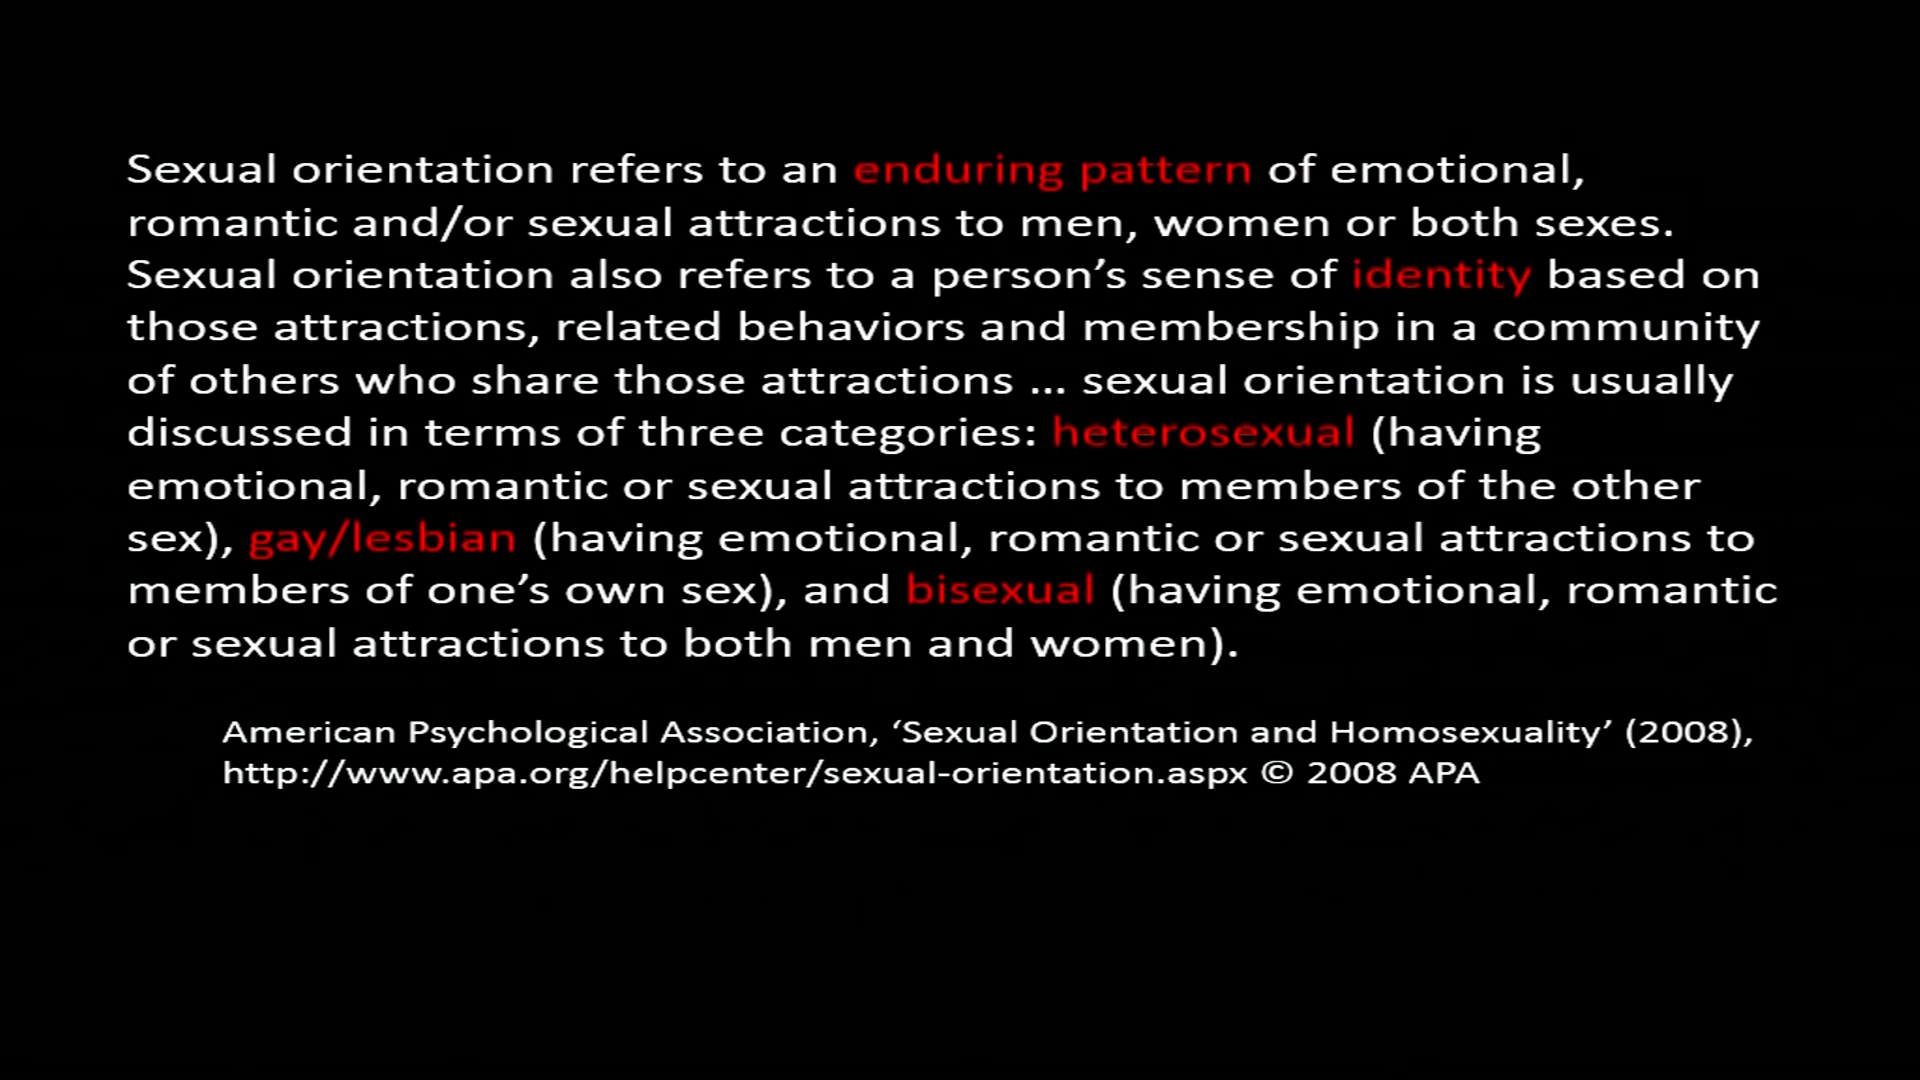 Sexual orientation refers to an enduring pattern of emotional,
romantic and/or sexual attractions to men, women or both sexes.
Sexual orientation also refers to a person’s sense of identity based on
those attractions, related behaviors and membership in a community
of others who share those attractions ... sexual orientation is usually
discussed in terms of three categories: heterosexual (having
emotional, romantic or sexual attractions to members of the other
sex), gay/lesbian (having emotional, romantic or sexual attractions to
members of one’s own sex), and bisexual (having emotional, romantic
or sexual attractions to both men and women).
American Psychological Association, ‘Sexual Orientation and Homosexuality’ (2008),
http://www.apa.org/helpcenter/sexual-orientation.aspx © 2008 APA